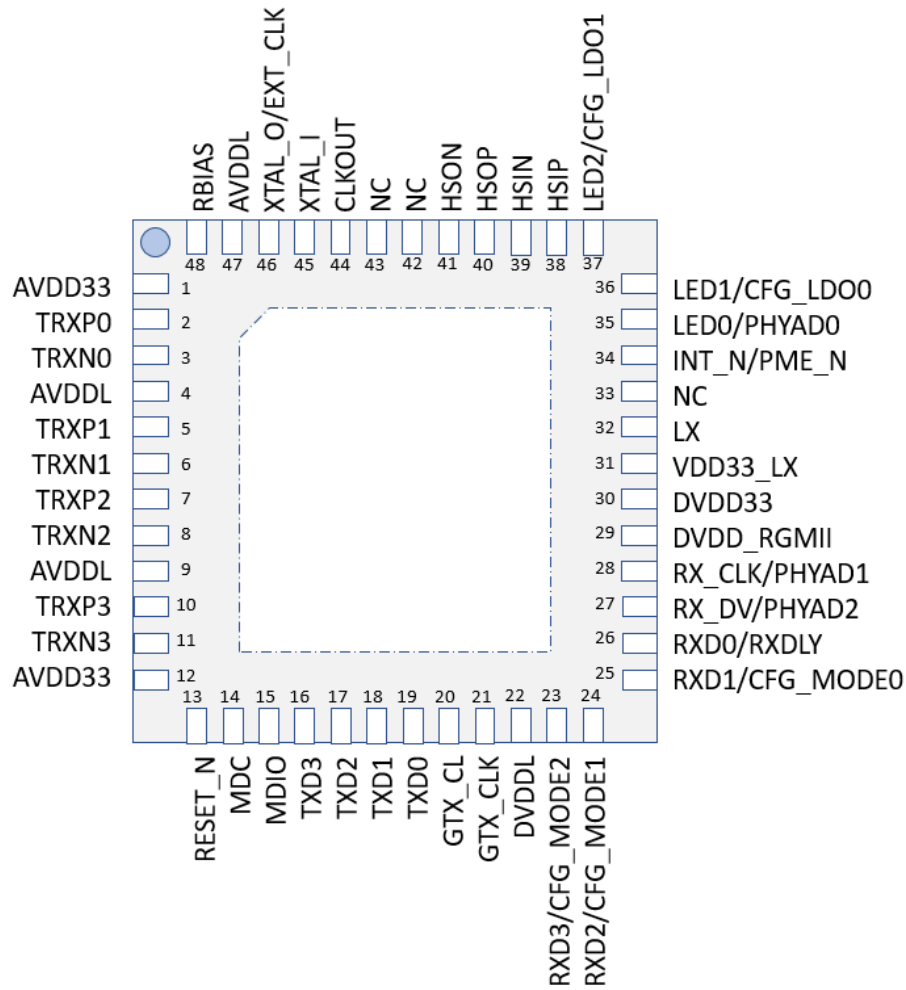 RBIAS
AVDDL
XTAL_O/EXT_CLK
XTAL_I
CLKOUT
NC
NC
HSON
HSOP
HSIN
HSIP
LED2/CFG_LDO1
48
47
46
45
44
43
42
41
40
39
38
37
AVDD33 1
TRXP0 2
TRXN0 3
AVDDL 4
TRXP1 5
TRXN1 6
TRXP2 7
TRXN2 8
AVDDL 9
TRXP3 10
TRXN3 11
AVDD33 12
36 LED1/CFG_LDO0
35 LED0/PHYAD0
34 INT_N/PME_N
33 NC
32 LX
31 VDD33_LX
30 DVDD33
29 DVDD_RGMII
28 RX_CLK/PHYAD1
27 RX_DV/PHYAD2
26 RXD0/RXDLY
25 RXD1/CFG_MODE0
13
14
15
16
17
18
19
20
21
22
23
24
RESET_N
MDC
MDIO
TXD3
TXD2
TXD1
TXD0
GTX_CL
GTX_CLK
DVDDL
RXD3/CFG_MODE2
RXD2/CFG_MODE1